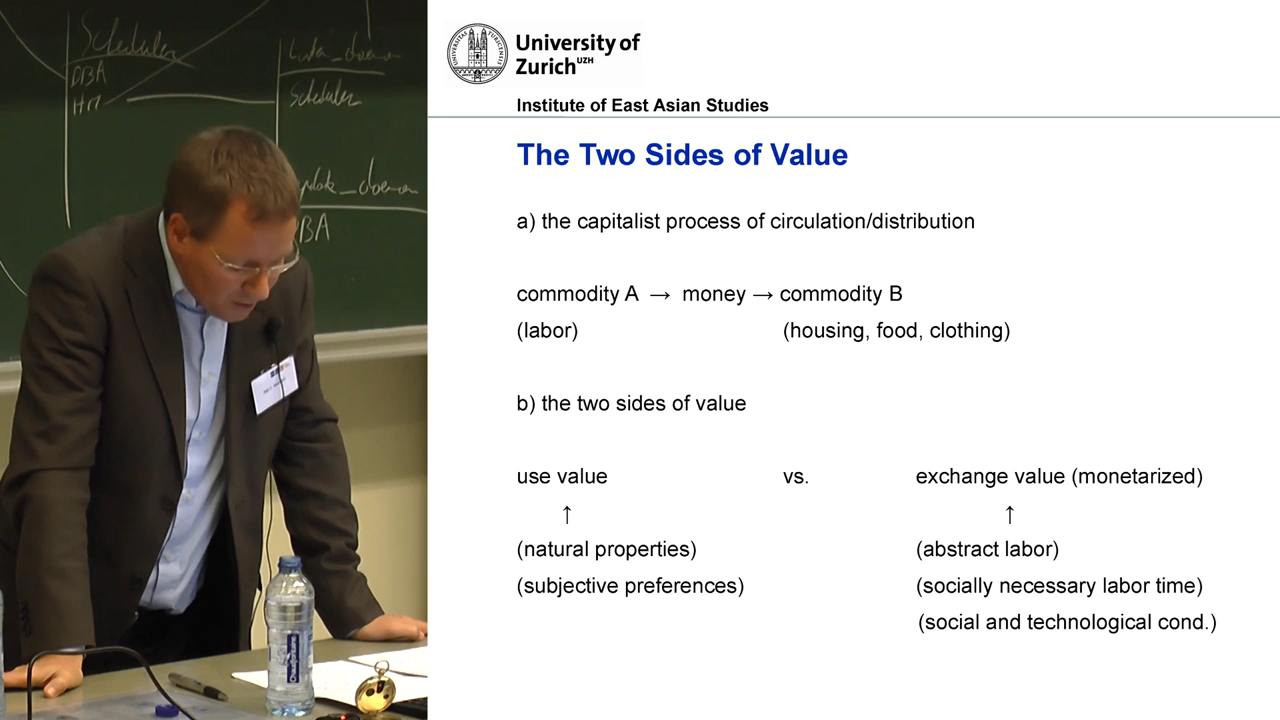 Scheduler
DBA
HM
Scheduler
BA
University of
Zurich UZH
Institute of East Asian Studies
The Two Sides of Value
a) the capitalist process of circulation/distribution
commodity A → money → commodity B
(labor) (housing, food, clothing)
b) the two sides of value
use value vs. exchange value (monetarized)
↑ ↑
(natural properties) (abstract labor)
(subjective preferences) (socially necessary labor time)
(social and technological cond.)